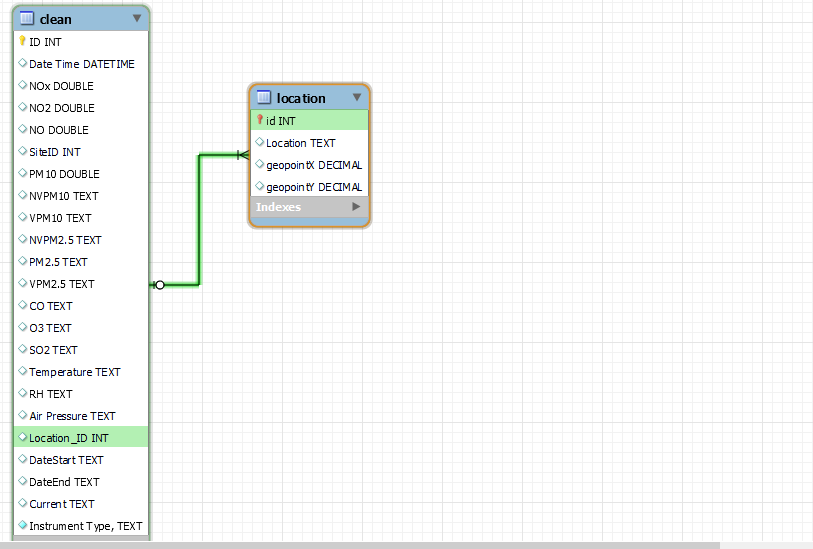 clean
ID INT
Date Time DATETIME
NOx DOUBLE
NO2 DOUBLE
NO DOUBLE
SiteID INT
PM10 DOUBLE
NVPM10 TEXT
VPM10 TEXT
NVPM2.5 TEXT
PM2.5 TEXT
VPM2.5 TEXT
CO TEXT
O3 TEXT
SO2 TEXT
Temperature TEXT
RH TEXT
Air Pressure TEXT
Location_ID INT
DateStart TEXT
DateEnd TEXT
Current TEXT
Instrument Type, TEXT
location
id INT
Location TEXT
geopointX DECIMAL
geopointY DECIMAL
Indexes